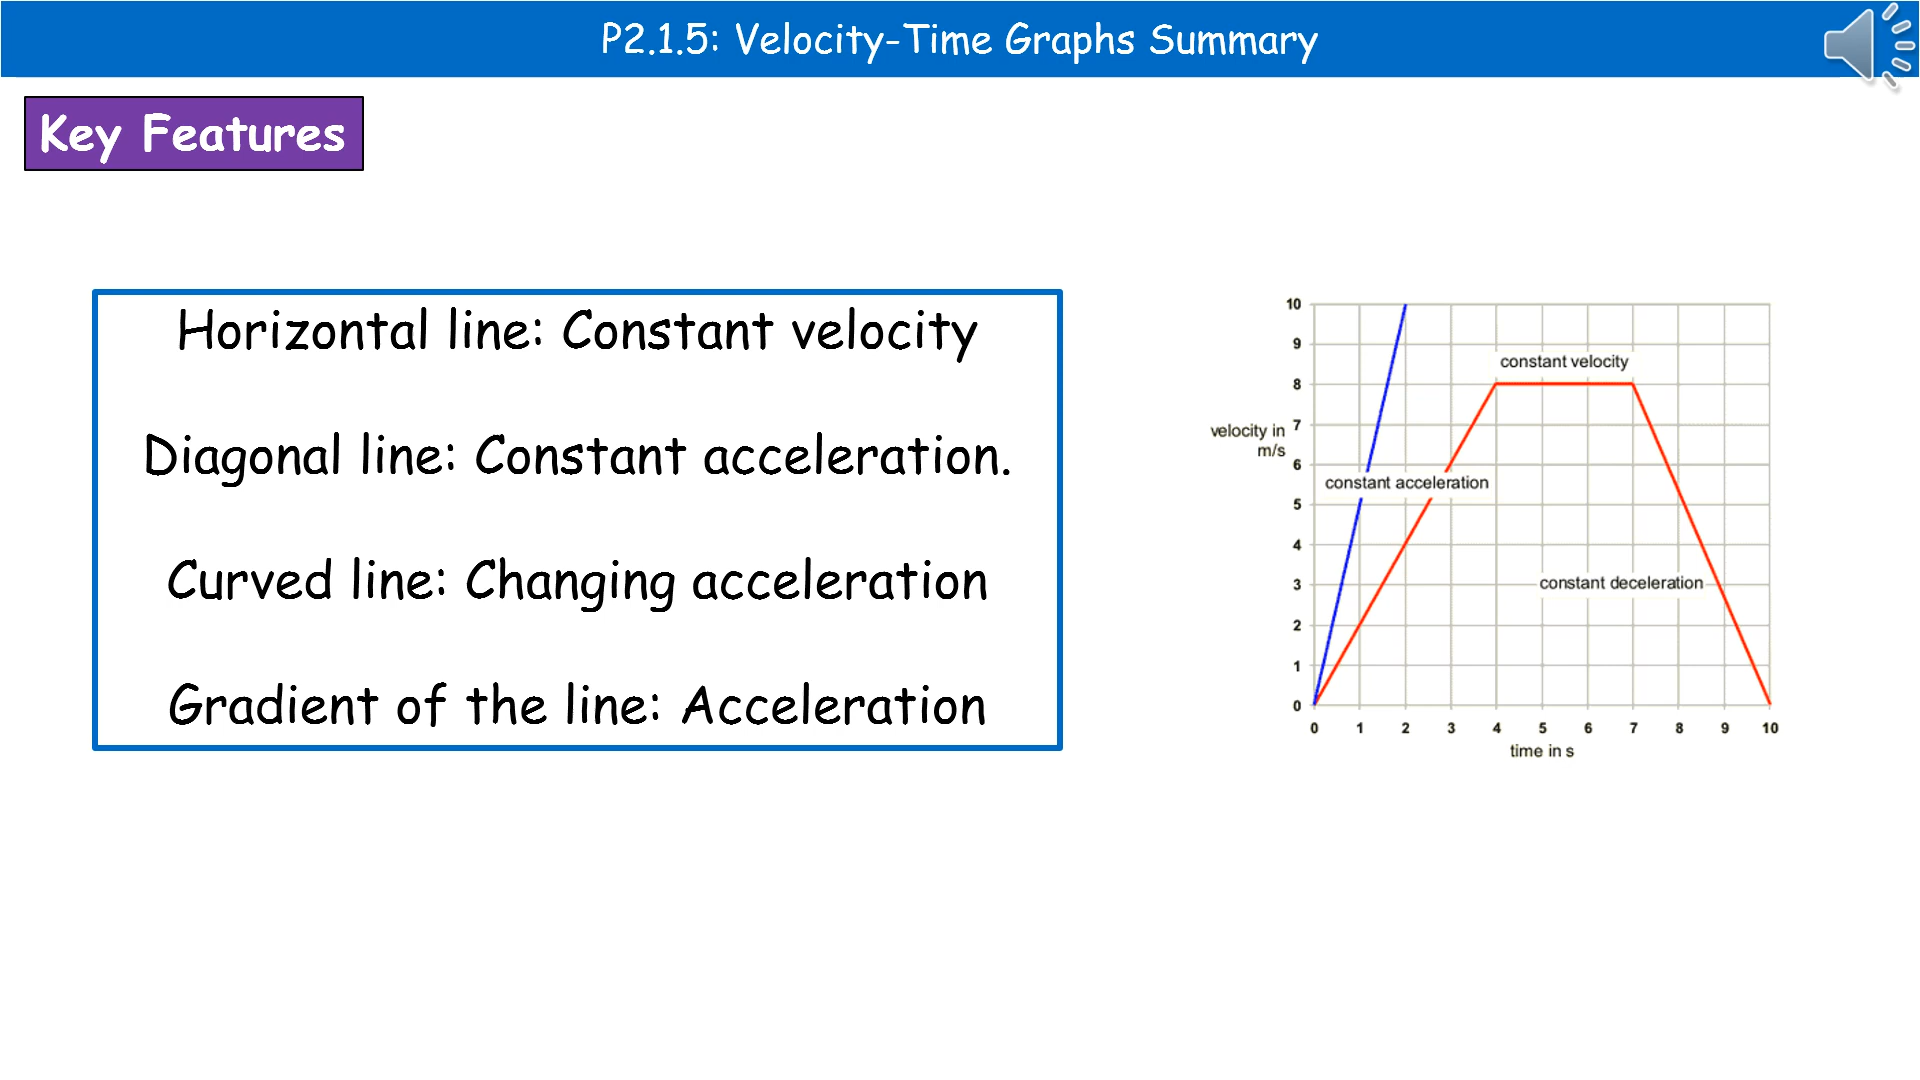 P2.1.5: Velocity-Time Graphs Summary
Key Features
Horizontal line: Constant velocity
Diagonal line: Constant acceleration.
Curved line: Changing acceleration
Gradient of the line: Acceleration
10
9
constant velocity
8
velocity in
7
m/s
6
constant acceleration
5
4
3
constant deceleration
2
1
0
0 1 2 3 4 5 6 7 8 9 10
time in s